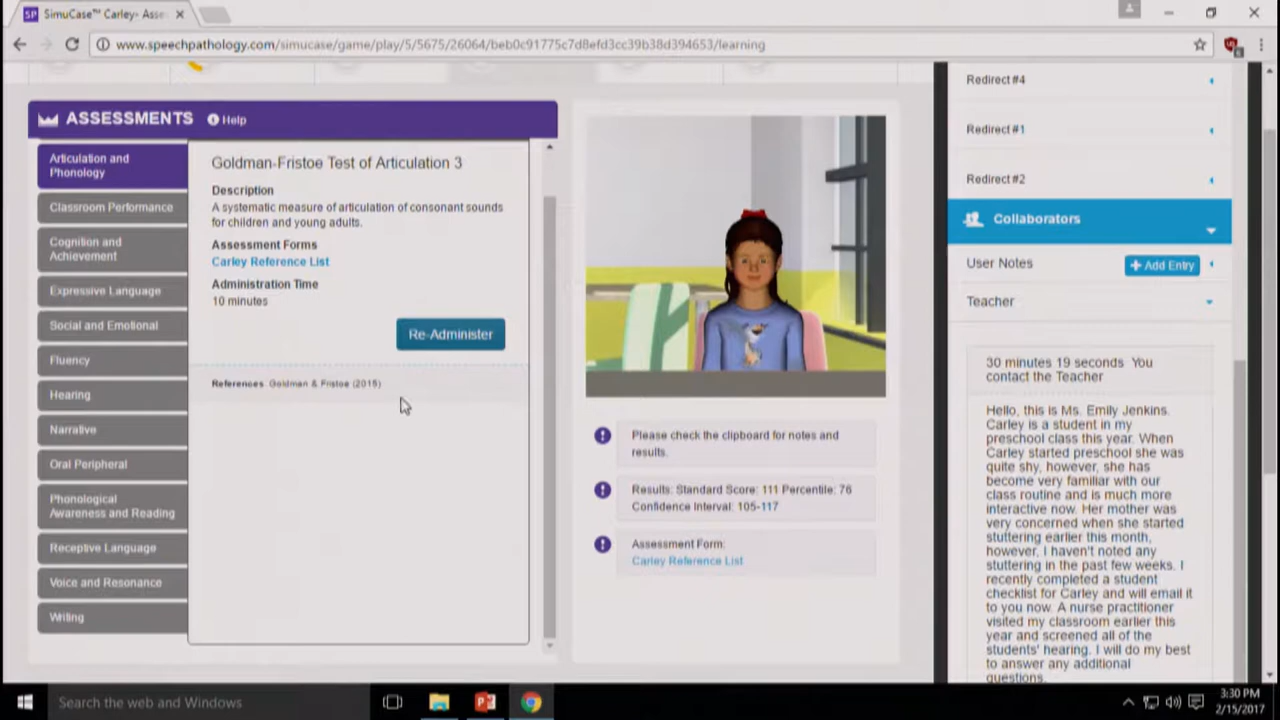 SimuCase™ Carley- Asse
www.speechpathology.com/simucase/game/play/5/5675/26064/beb0c91775c7d8efd3cc39b38d394653/learning
ASSESSMENTS
Help
Articulation and
Phonology
Classroom Performance
Cognition and
Achievement
Expressive Language
Social and Emotional
Fluency
Hearing
Narrative
Oral Peripheral
Phonological
Awareness and Reading
Receptive Language
Voice and Resonance
Writing
Goldman-Fristoe Test of Articulation 3
Description
A systematic measure of articulation of consonant sounds
for children and young adults.
Assessment Forms
Carley Reference List
Administration Time
10 minutes
Re-Administer
References: Goldman & Fristoe (2015)
Please check the clipboard for notes and
results.
Results: Standard Score: 111 Percentile: 76
Confidence Interval: 105-117
Assessment Form:
Carley Reference List
Redirect #4
Redirect #1
Redirect #2
Collaborators
User Notes
+ Add Entry
Teacher
30 minutes 19 seconds You
contact the Teacher
Hello, this is Ms. Emily Jenkins.
Carley is a student in my
preschool class this year. When
Carley started preschool she was
quite shy, however, she has
become very familiar with our
class routine and is much more
interactive now. Her mother was
very concerned when she started
stuttering earlier this month,
however, I haven't noted any
stuttering in the past few weeks. I
recently completed a student
checklist for Carley and will email it
to you now. A nurse practitioner
visited my classroom earlier this
year and screened all of the
students' hearing. I will do my best
to answer any additional
questions.
Search the web and Windows
3:30 PM
2/15/2017